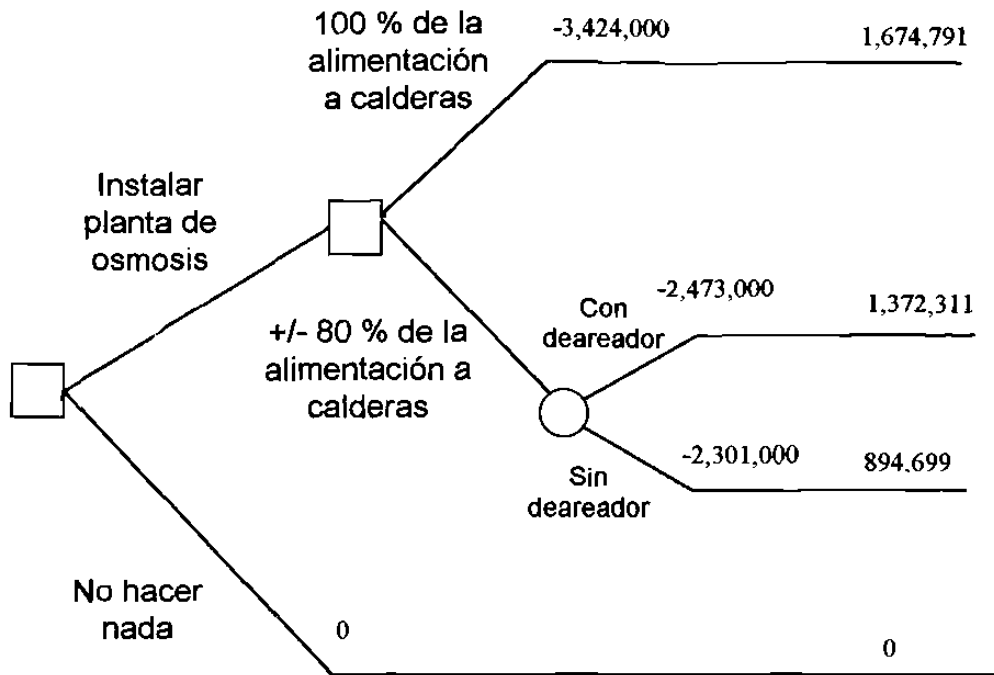 100 % de la
alimentación
a calderas
-3,424,000
1,674,791
Instalar
planta de
osmosis
+/- 80 % de la
alimentación a
calderas
Con
deareador
-2,473,000
1,372,311
Sin
deareador
-2,301,000
894,699
No hacer
nada
0
0